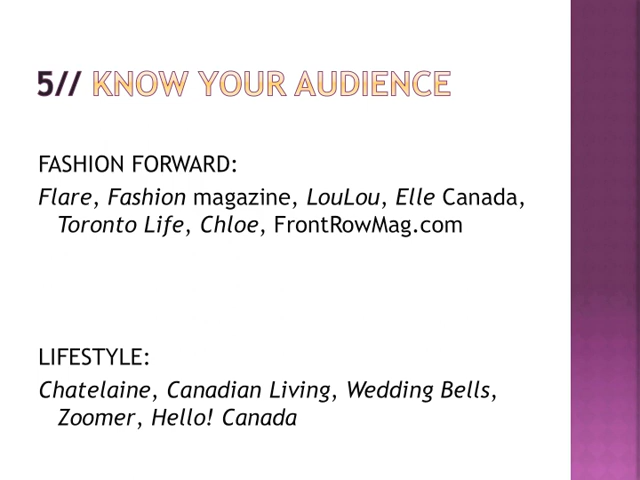 5// KNOW YOUR AUDIENCE
FASHION FORWARD:
Flare, Fashion magazine, LouLou, Elle Canada,
Toronto Life, Chloe, FrontRowMag.com
LIFESTYLE:
Chatelaine, Canadian Living, Wedding Bells,
Zoomer, Hello! Canada